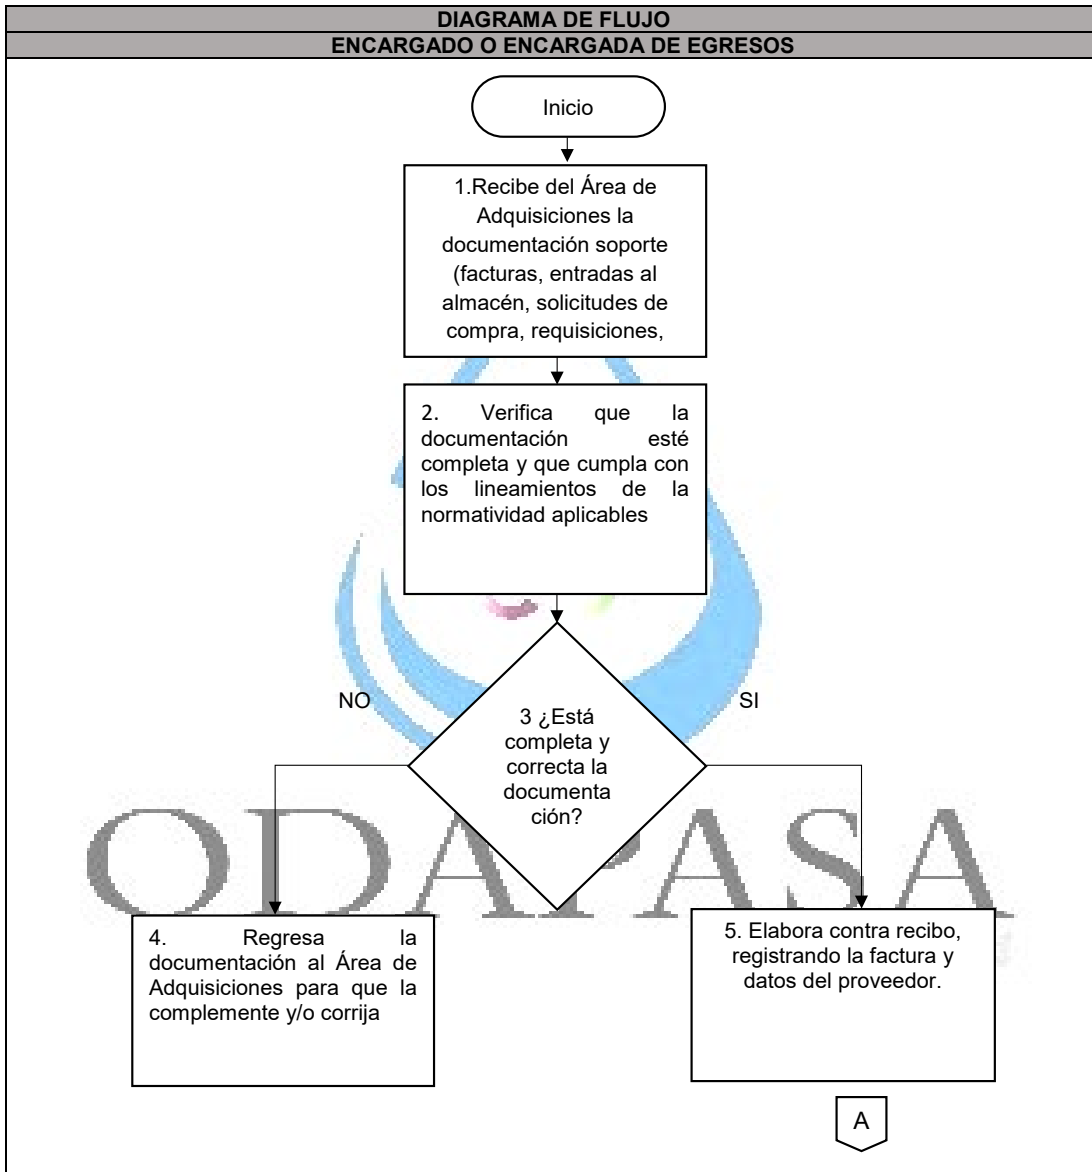 DIAGRAMA DE FLUJO
ENCARGADO O ENCARGADA DE EGRESOS
Inicio
1.Recibe del Área de
Adquisiciones la
documentación soporte
(facturas, entradas al
almacén, solicitudes de
compra, requisiciones,
2. Verifica que la
documentación esté
completa y que cumpla con
los lineamientos de la
normatividad aplicables
NO
SI
3 ¿Está
completa y
correcta la
documenta
ción?
ODAPASA
4. Regresa la
documentación al Área de
Adquisiciones para que la
complemente y/o corrija
5. Elabora contra recibo,
registrando la factura y
datos del proveedor.
A